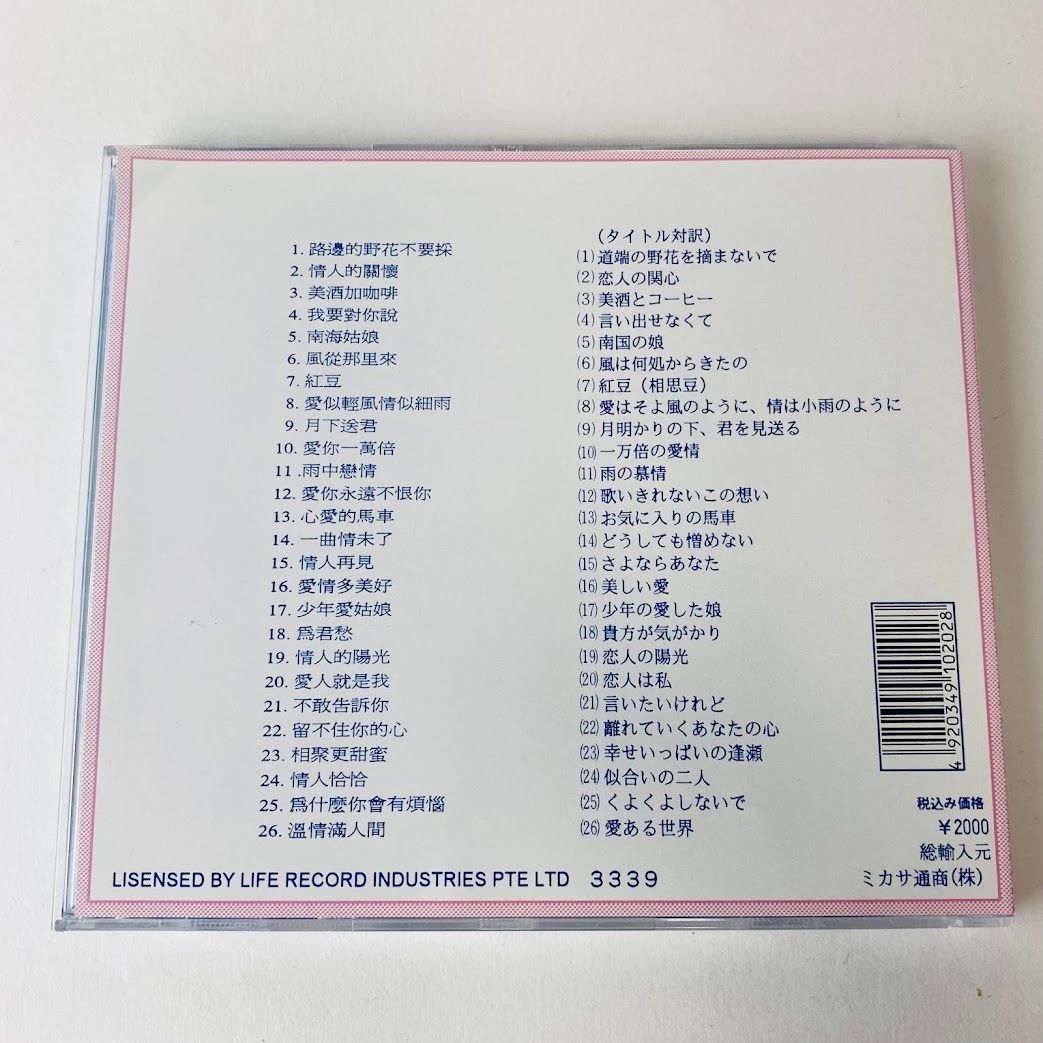 1. 路邊的野花不要採
2. 情人的關懷
3. 美酒加咖啡
4. 我要對你說
5. 南海姑娘
6. 風從那里來
7. 紅豆
8. 愛似輕風情似細雨
9. 月下送君
10. 愛你一萬倍
11 .雨中戀情
12. 愛你永遠不恨你
13. 心愛的馬車
14. 一曲情未了
15. 情人再見
16. 愛情多美好
17. 少年愛姑娘
18. 爲君愁
19. 情人的陽光
20. 愛人就是我
21. 不敢告訴你
22. 留不住你的心
23. 相聚更甜蜜
24. 情人恰恰
25. 爲什麼你會有煩惱
26. 溫情滿人間
（タイトル対訳）
⑴道端の野花を摘まないで
⑵恋人の関心
⑶美酒とコーヒー
⑷言い出せなくて
⑸南国の娘
⑹風は何処からきたの
⑺紅豆（相思豆）
⑻愛はそよ風のように、情は小雨のように
⑼月明かりの下、君を見送る
⑽一万倍の愛情
⑾雨の慕情
⑿歌いきれないこの想い
⒀お気に入りの馬車
⒁どうしても憎めない
⒂さよならあなた
⒃美しい愛
⒄少年の愛した娘
⒅貴方が気がかり
⒆恋人の陽光
⒇恋人は私
(21)言いたいけれど
(22)離れていくあなたの心
(23)幸せいっぱいの逢瀬
(24)似合いの二人
(25)くよくよしないで
(26)愛ある世界
4 920349 102028
税込み価格
￥2000
総輸入元
ミカサ通商(株)
LISENSED BY LIFE RECORD INDUSTRIES PTE LTD ３３３９